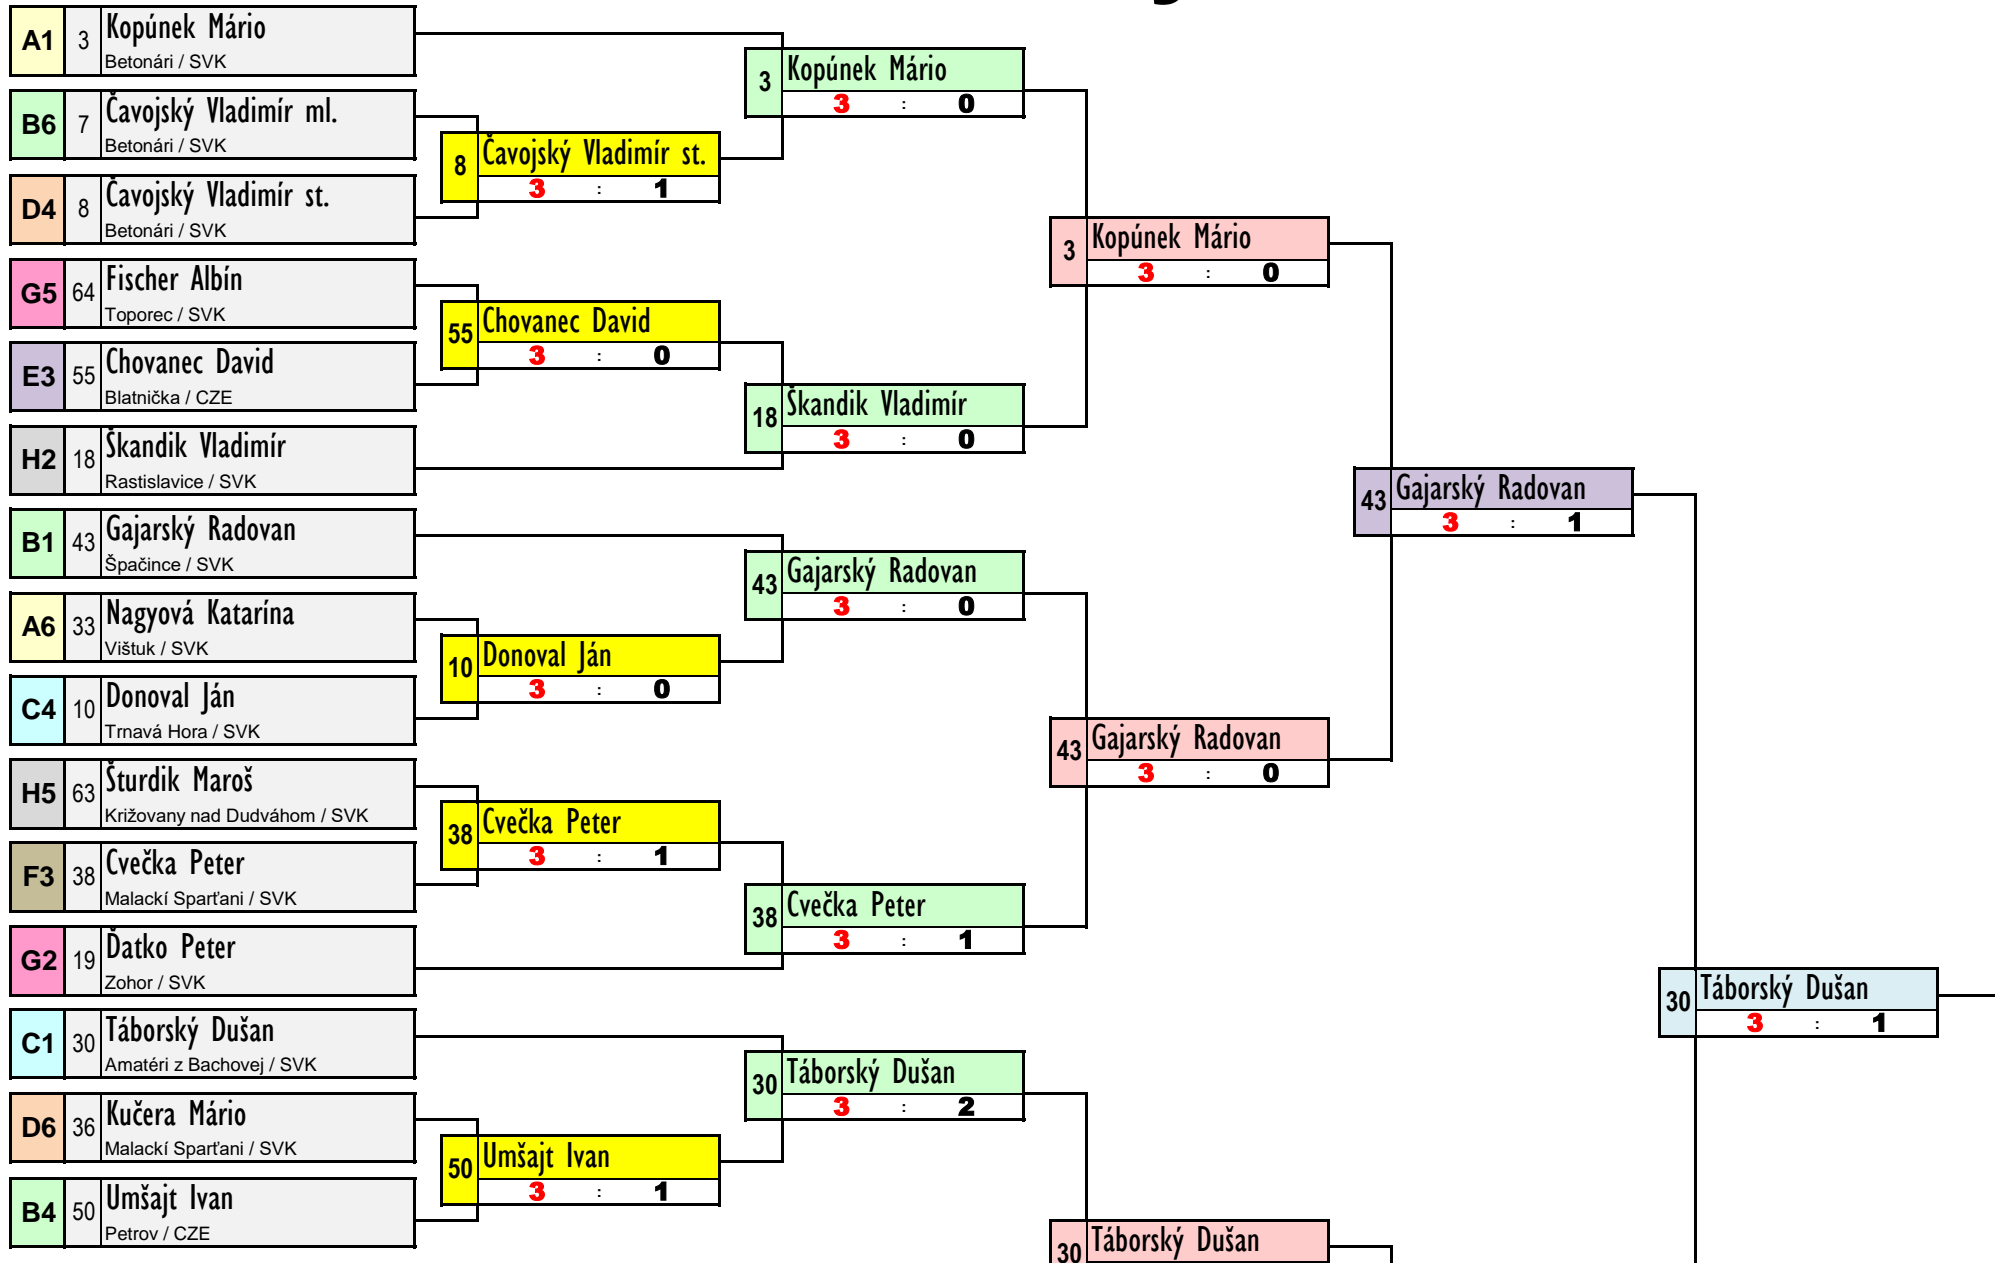 A1 3 Kopúnek Mário
Betonári / SVK
B6 7 Čavojský Vladimír ml.
Betonári / SVK
D4 8 Čavojský Vladimír st.
Betonári / SVK
G5 64 Fischer Albín
Toporec / SVK
E3 55 Chovanec David
Blatnička / CZE
H2 18 Škandik Vladimír
Rastislavice / SVK
B1 43 Gajarský Radovan
Špačince / SVK
A6 33 Nagyová Katarína
Vištuk / SVK
C4 10 Donoval Ján
Trnavá Hora / SVK
H5 63 Šturdik Maroš
Križovany nad Dudváhom / SVK
F3 38 Cvečka Peter
Malackí Sparťani / SVK
G2 19 Ďatko Peter
Zohor / SVK
C1 30 Táborský Dušan
Amatéri z Bachovej / SVK
D6 36 Kučera Mário
Malackí Sparťani / SVK
B4 50 Umšajt Ivan
Petrov / CZE
8 Čavojský Vladimír st.
3 : 1
55 Chovanec David
3 : 0
10 Donoval Ján
3 : 0
38 Cvečka Peter
3 : 1
50 Umšajt Ivan
3 : 1
3 Kopúnek Mário
3 : 0
18 Škandik Vladimír
3 : 0
43 Gajarský Radovan
3 : 0
38 Cvečka Peter
3 : 1
30 Táborský Dušan
3 : 2
3 Kopúnek Mário
3 : 0
43 Gajarský Radovan
3 : 0
30 Táborský Dušan
43 Gajarský Radovan
3 : 1
30 Táborský Dušan
3 : 1